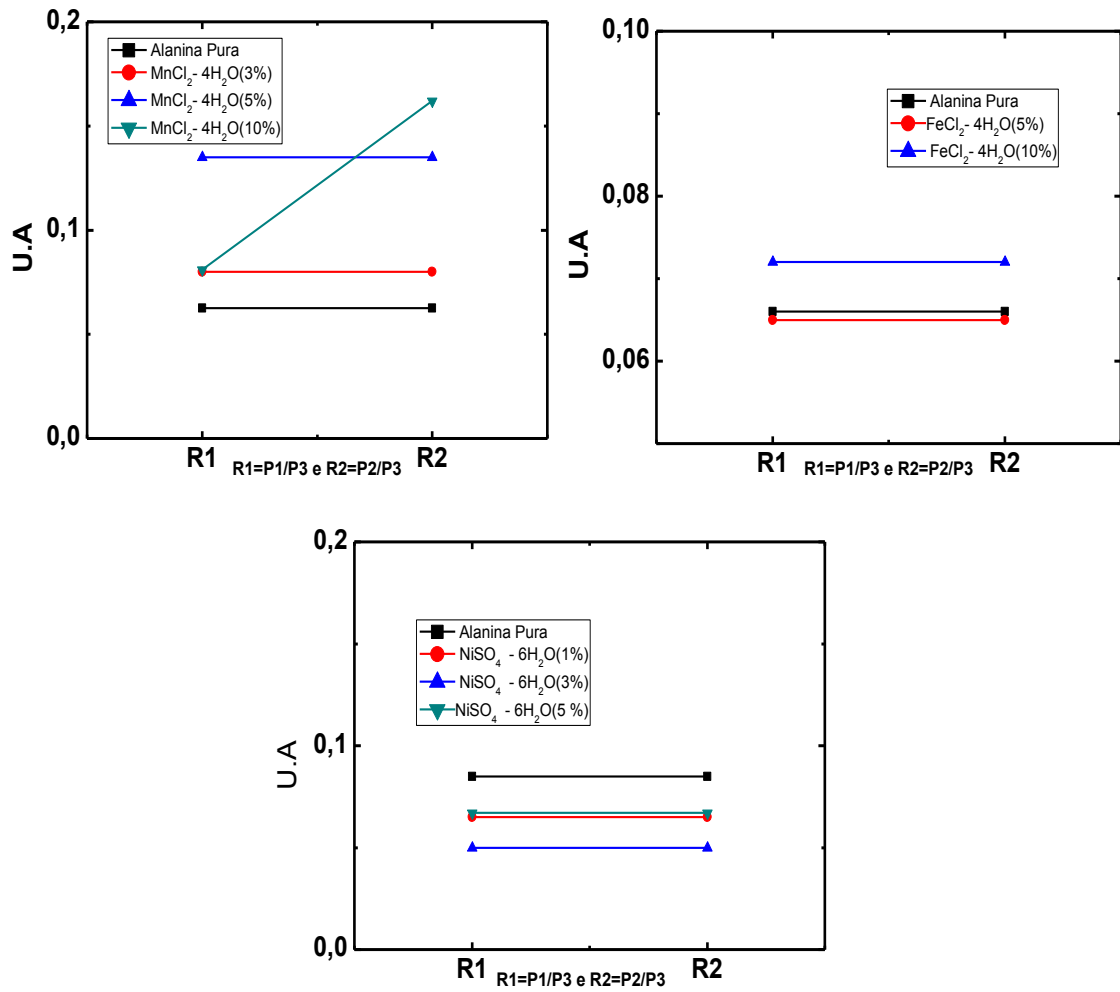 0,2
Alanina Pura
MnCl₂- 4H₂O(3%)
MnCl₂- 4H₂O(5%)
MnCl₂- 4H₂O(10%)
0,1
U.A
0,0
R1
R1=P1/P3 e R2=P2/P3
R2
0,10
Alanina Pura
FeCl₂- 4H₂O(5%)
FeCl₂- 4H₂O(10%)
0,08
U.A
0,06
R1
R1=P1/P3 e R2=P2/P3
R2
0,2
Alanina Pura
NiSO₄ - 6H₂O(1%)
NiSO₄ - 6H₂O(3%)
NiSO₄ - 6H₂O(5 %)
0,1
U.A
0,0
R1
R1=P1/P3 e R2=P2/P3
R2